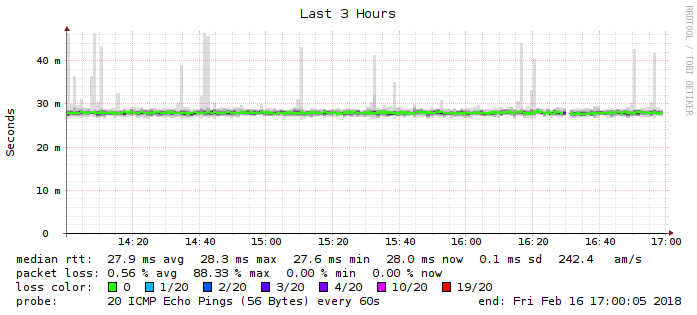 Last 3 Hours
RRDTOOL / TOBI OETIKER
Seconds
40 m
30 m
20 m
10 m
0
14:20 14:40 15:00 15:20 15:40 16:00 16:20 16:40 17:00
median rtt: 27.9 ms avg 28.3 ms max 27.6 ms min 28.0 ms now 0.1 ms sd 242.4 am/s
packet loss: 0.56 % avg 88.33 % max 0.00 % min 0.00 % now
loss color: 0 1/20 2/20 3/20 4/20 10/20 19/20
probe: 20 ICMP Echo Pings (56 Bytes) every 60s end: Fri Feb 16 17:00:05 2018